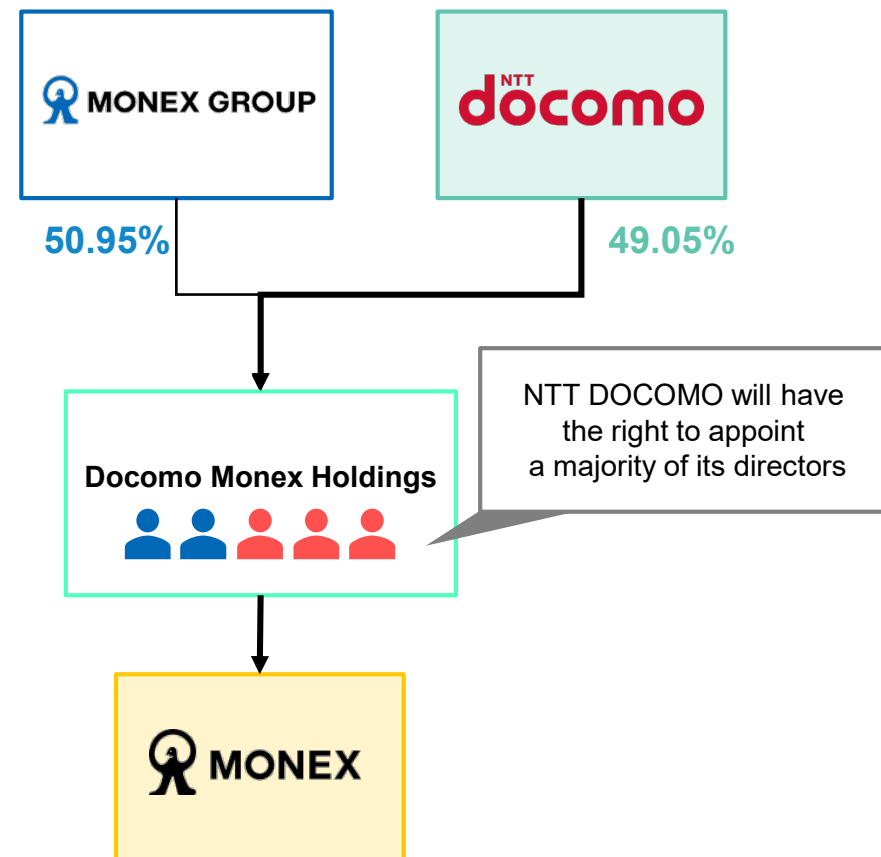 MONEX GROUP
NTT
döcomo
50.95%
49.05%
NTT DOCOMO will have
the right to appoint
a majority of its directors
Docomo Monex Holdings
MONEX